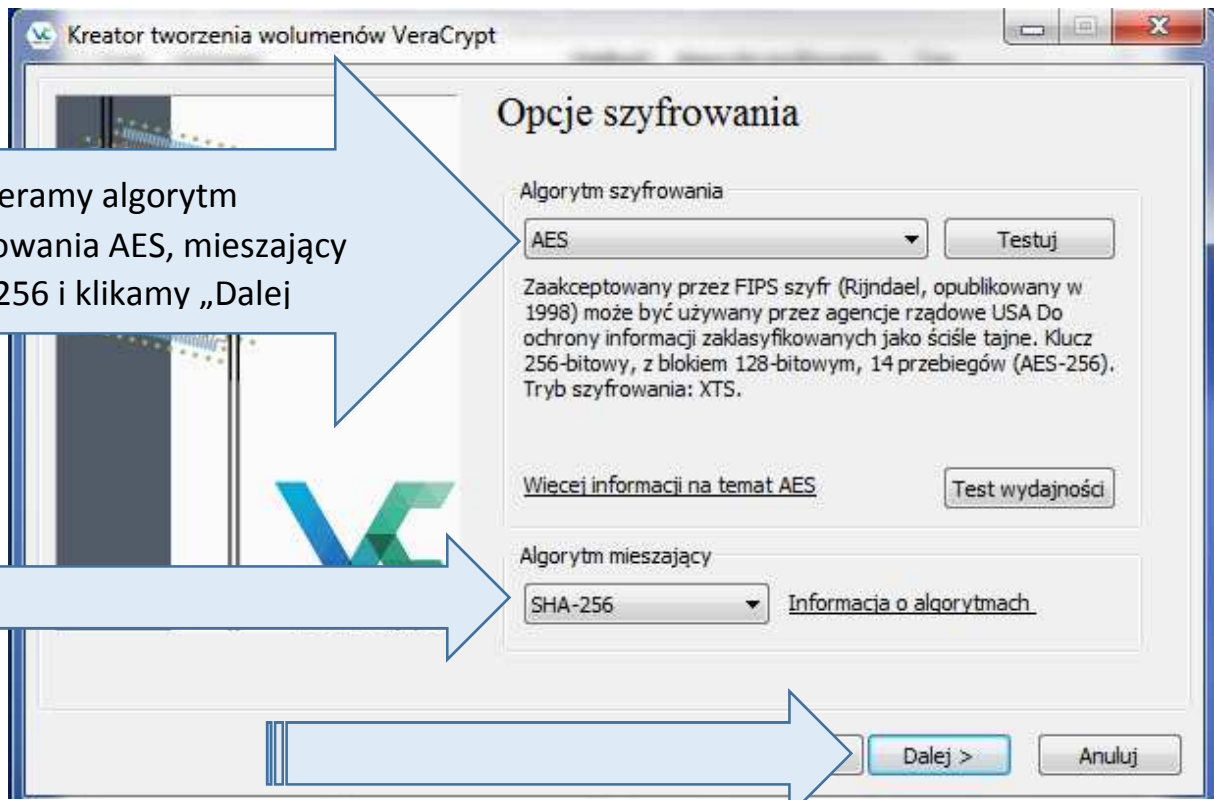 Kreator tworzenia wolumenów VeraCrypt
Opcje szyfrowania
eramy algorytm
owania AES, mieszający
256 i klikamy „Dalej
Algorytm szyfrowania
AES
Testuj
Zaakceptowany przez FIPS szyfr (Rijndael, opublikowany w
1998) może być używany przez agencje rządowe USA Do
ochrony informacji zaklasyfikowanych jako ściśle tajne. Klucz
256-bitowy, z blokiem 128-bitowym, 14 przebiegów (AES-256).
Tryb szyfrowania: XTS.
Więcej informacji na temat AES
Test wydajności
Algorytm mieszający
SHA-256
Informacja o algorytmach
Dalej >
Anuluj